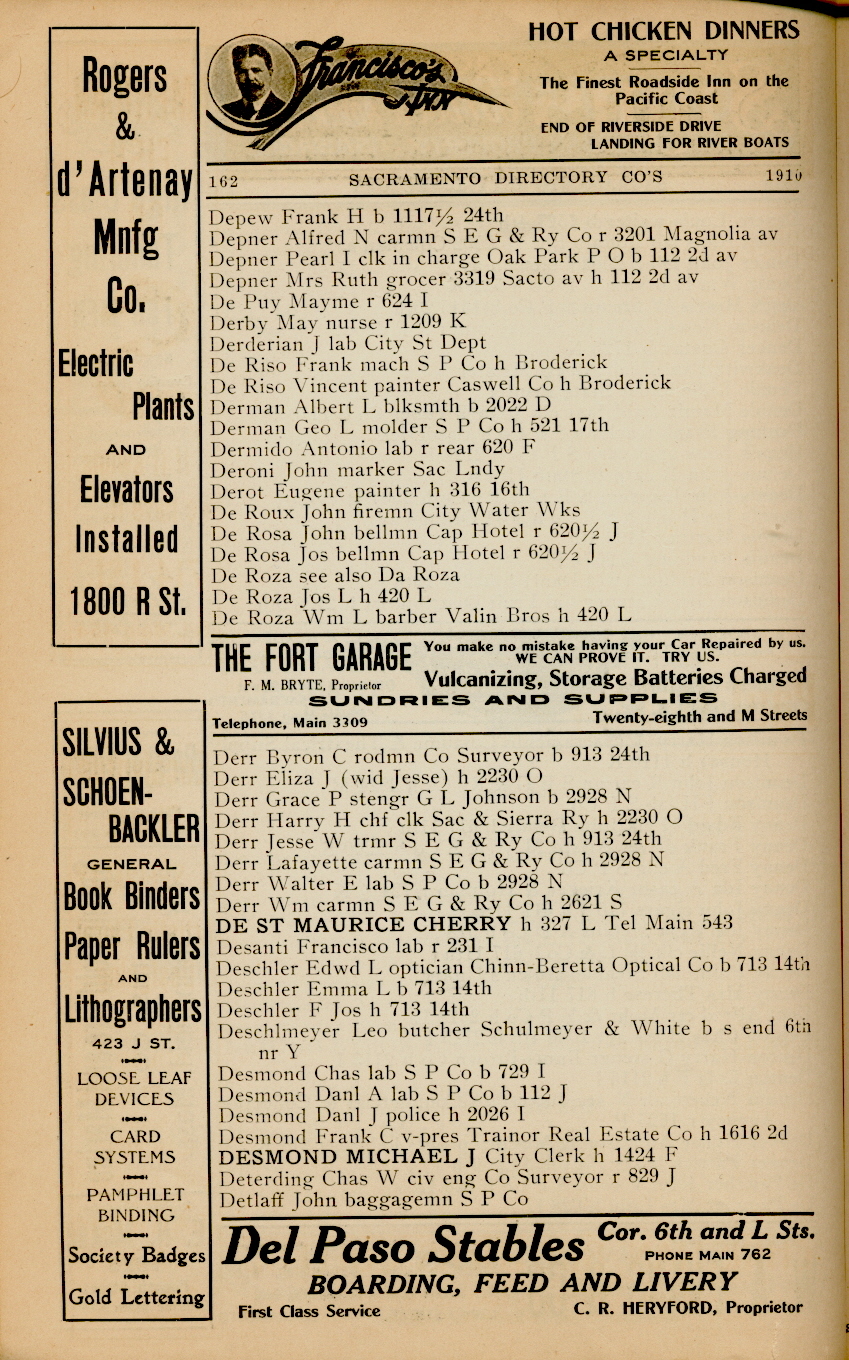 Rogers
&
d'Artenay
Mnfg
Co.
Electric
Plants
AND
Elevators
Installed
1800 R St.
Francisco's
Inn
HOT CHICKEN DINNERS
A SPECIALTY
The Finest Roadside Inn on the
Pacific Coast
END OF RIVERSIDE DRIVE
LANDING FOR RIVER BOATS
162 SACRAMENTO DIRECTORY CO'S 1910
Depew Frank H b 1117½ 24th
Depner Alfred N carmn S E G & Ry Co r 3201 Magnolia av
Depner Pearl I clk in charge Oak Park P O b 112 2d av
Depner Mrs Ruth grocer 3319 Sacto av h 112 2d av
De Puy Mayme r 624 I
Derby May nurse r 1209 K
Derderian J lab City St Dept
De Riso Frank mach S P Co h Broderick
De Riso Vincent painter Caswell Co h Broderick
Derman Albert L blksmth b 2022 D
Derman Geo L molder S P Co h 521 17th
Dermido Antonio lab r rear 620 F
Deroni John marker Sac Lndy
Derot Eugene painter h 316 16th
De Roux John firemn City Water Wks
De Rosa John bellmn Cap Hotel r 620½ J
De Rosa Jos bellmn Cap Hotel r 620½ J
De Roza see also Da Roza
De Roza Jos L h 420 L
De Roza Wm L barber Valin Bros h 420 L
THE FORT GARAGE
F. M. BRYTE, Proprietor
You make no mistake having your Car Repaired by us.
WE CAN PROVE IT. TRY US.
Vulcanizing, Storage Batteries Charged
SUNDRIES AND SUPPLIES
Telephone, Main 3309 Twenty-eighth and M Streets
SILVIUS &
SCHOEN-
BACKLER
GENERAL
Book Binders
Paper Rulers
AND
Lithographers
423 J ST.
LOOSE LEAF
DEVICES
CARD
SYSTEMS
PAMPHLET
BINDING
Society Badges
Gold Lettering
Derr Byron C rodmn Co Surveyor b 913 24th
Derr Eliza J (wid Jesse) h 2230 O
Derr Grace P stengr G L Johnson b 2928 N
Derr Harry H chf clk Sac & Sierra Ry h 2230 O
Derr Jesse W trmr S E G & Ry Co h 913 24th
Derr Lafayette carmn S E G & Ry Co h 2928 N
Derr Walter E lab S P Co b 2928 N
Derr Wm carmn S E G & Ry Co h 2621 S
DE ST MAURICE CHERRY h 327 L Tel Main 543
Desanti Francisco lab r 231 I
Deschler Edwd L optician Chinn-Beretta Optical Co b 713 14th
Deschler Emma L b 713 14th
Deschler F Jos h 713 14th
Deschlmeyer Leo butcher Schulmeyer & White b s end 6th
nr Y
Desmond Chas lab S P Co b 729 I
Desmond Danl A lab S P Co b 112 J
Desmond Danl J police h 2026 I
Desmond Frank C v-pres Trainor Real Estate Co h 1616 2d
DESMOND MICHAEL J City Clerk h 1424 F
Deterding Chas W civ eng Co Surveyor r 829 J
Detlaff John baggagemn S P Co
Del Paso Stables
Cor. 6th and L Sts.
PHONE MAIN 762
BOARDING, FEED AND LIVERY
First Class Service C. R. HERYFORD, Proprietor